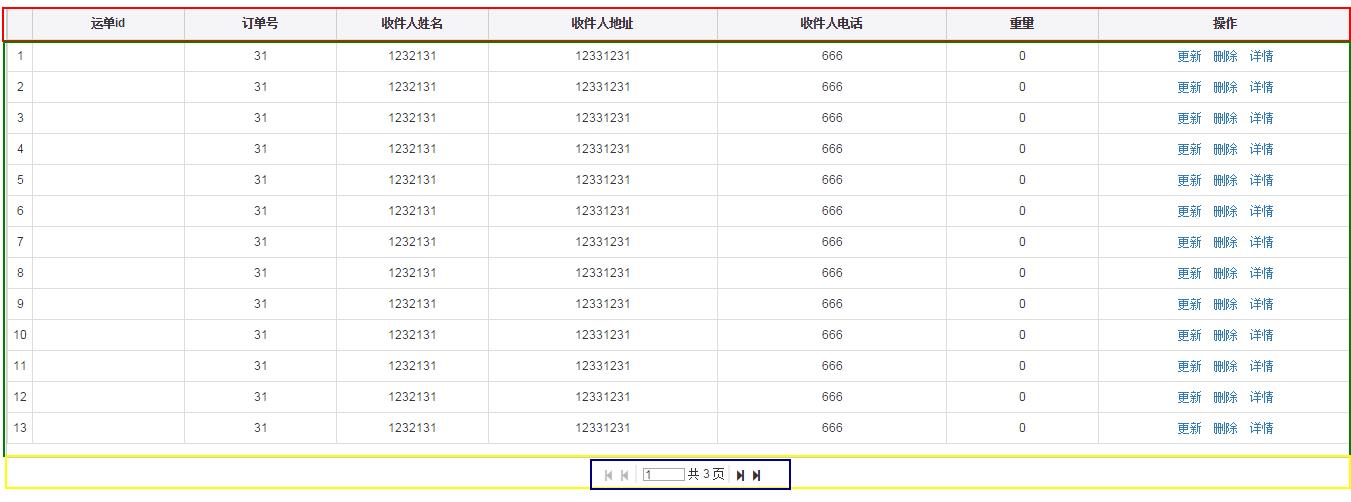 运单id 订单号 收件人姓名 收件人地址 收件人电话 重量 操作
1 31 1232131 12331231 666 0 更新 删除 详情
2 31 1232131 12331231 666 0 更新 删除 详情
3 31 1232131 12331231 666 0 更新 删除 详情
4 31 1232131 12331231 666 0 更新 删除 详情
5 31 1232131 12331231 666 0 更新 删除 详情
6 31 1232131 12331231 666 0 更新 删除 详情
7 31 1232131 12331231 666 0 更新 删除 详情
8 31 1232131 12331231 666 0 更新 删除 详情
9 31 1232131 12331231 666 0 更新 删除 详情
10 31 1232131 12331231 666 0 更新 删除 详情
11 31 1232131 12331231 666 0 更新 删除 详情
12 31 1232131 12331231 666 0 更新 删除 详情
13 31 1232131 12331231 666 0 更新 删除 详情
1 共 3 页